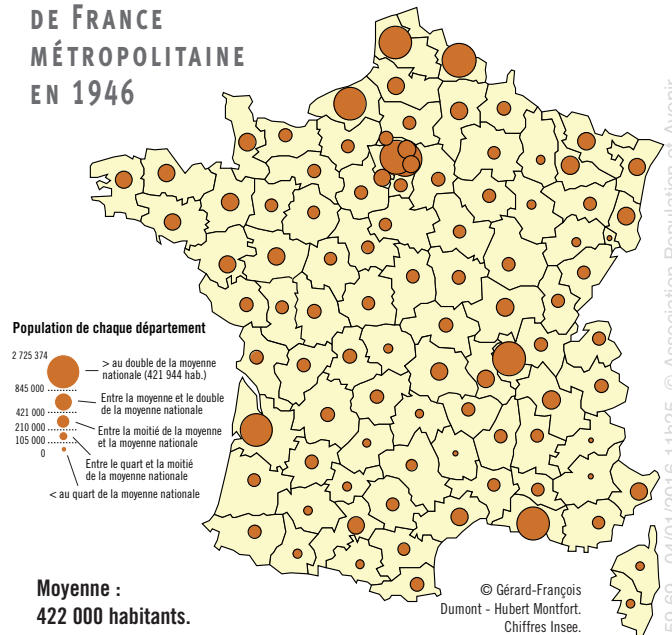 DE FRANCE
MÉTROPOLITAINE
EN 1946
Population de chaque département
2 725 374
> au double de la moyenne
nationale (421 944 hab.)
845 000
Entre la moyenne et le double
de la moyenne nationale
421 000
Entre la moitié de la moyenne
et la moyenne nationale
210 000
105 000
Entre le quart et la moitié
de la moyenne nationale
0
< au quart de la moyenne nationale
Moyenne :
422 000 habitants.
© Gérard-François
Dumont - Hubert Montfort.
Chiffres Insee.
© Association Population et Avenir